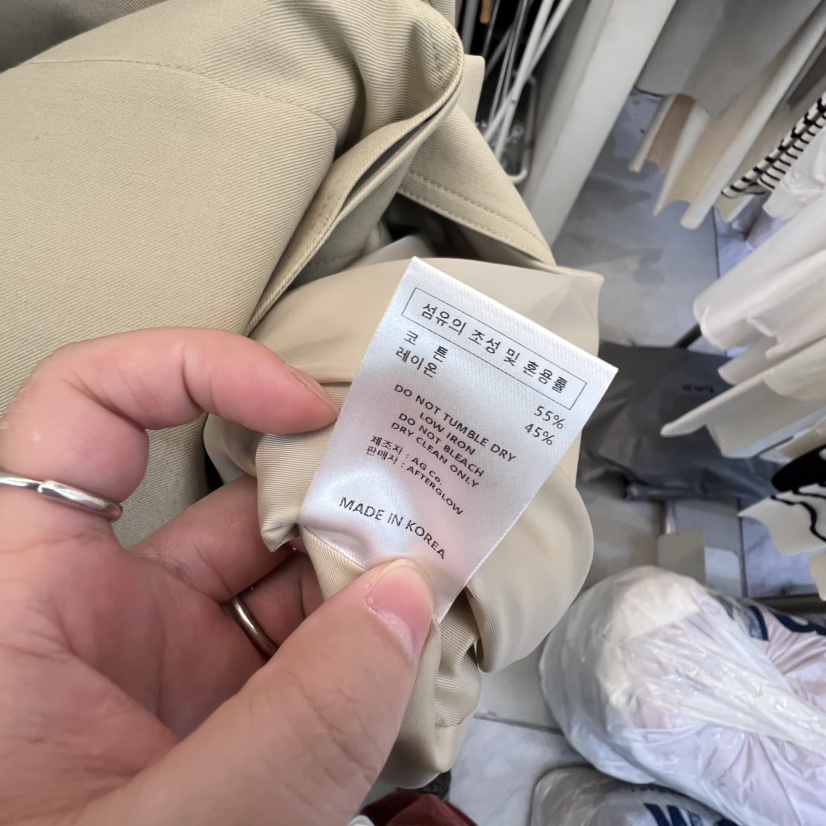 섬유의 조성 및 혼용률
코 튼 55%
레이온 45%
DO NOT TUMBLE DRY
LOW IRON
DO NOT BLEACH
DRY CLEAN ONLY
제조자 : AG Co.
판매자 : AFTERGLOW
MADE IN KOREA